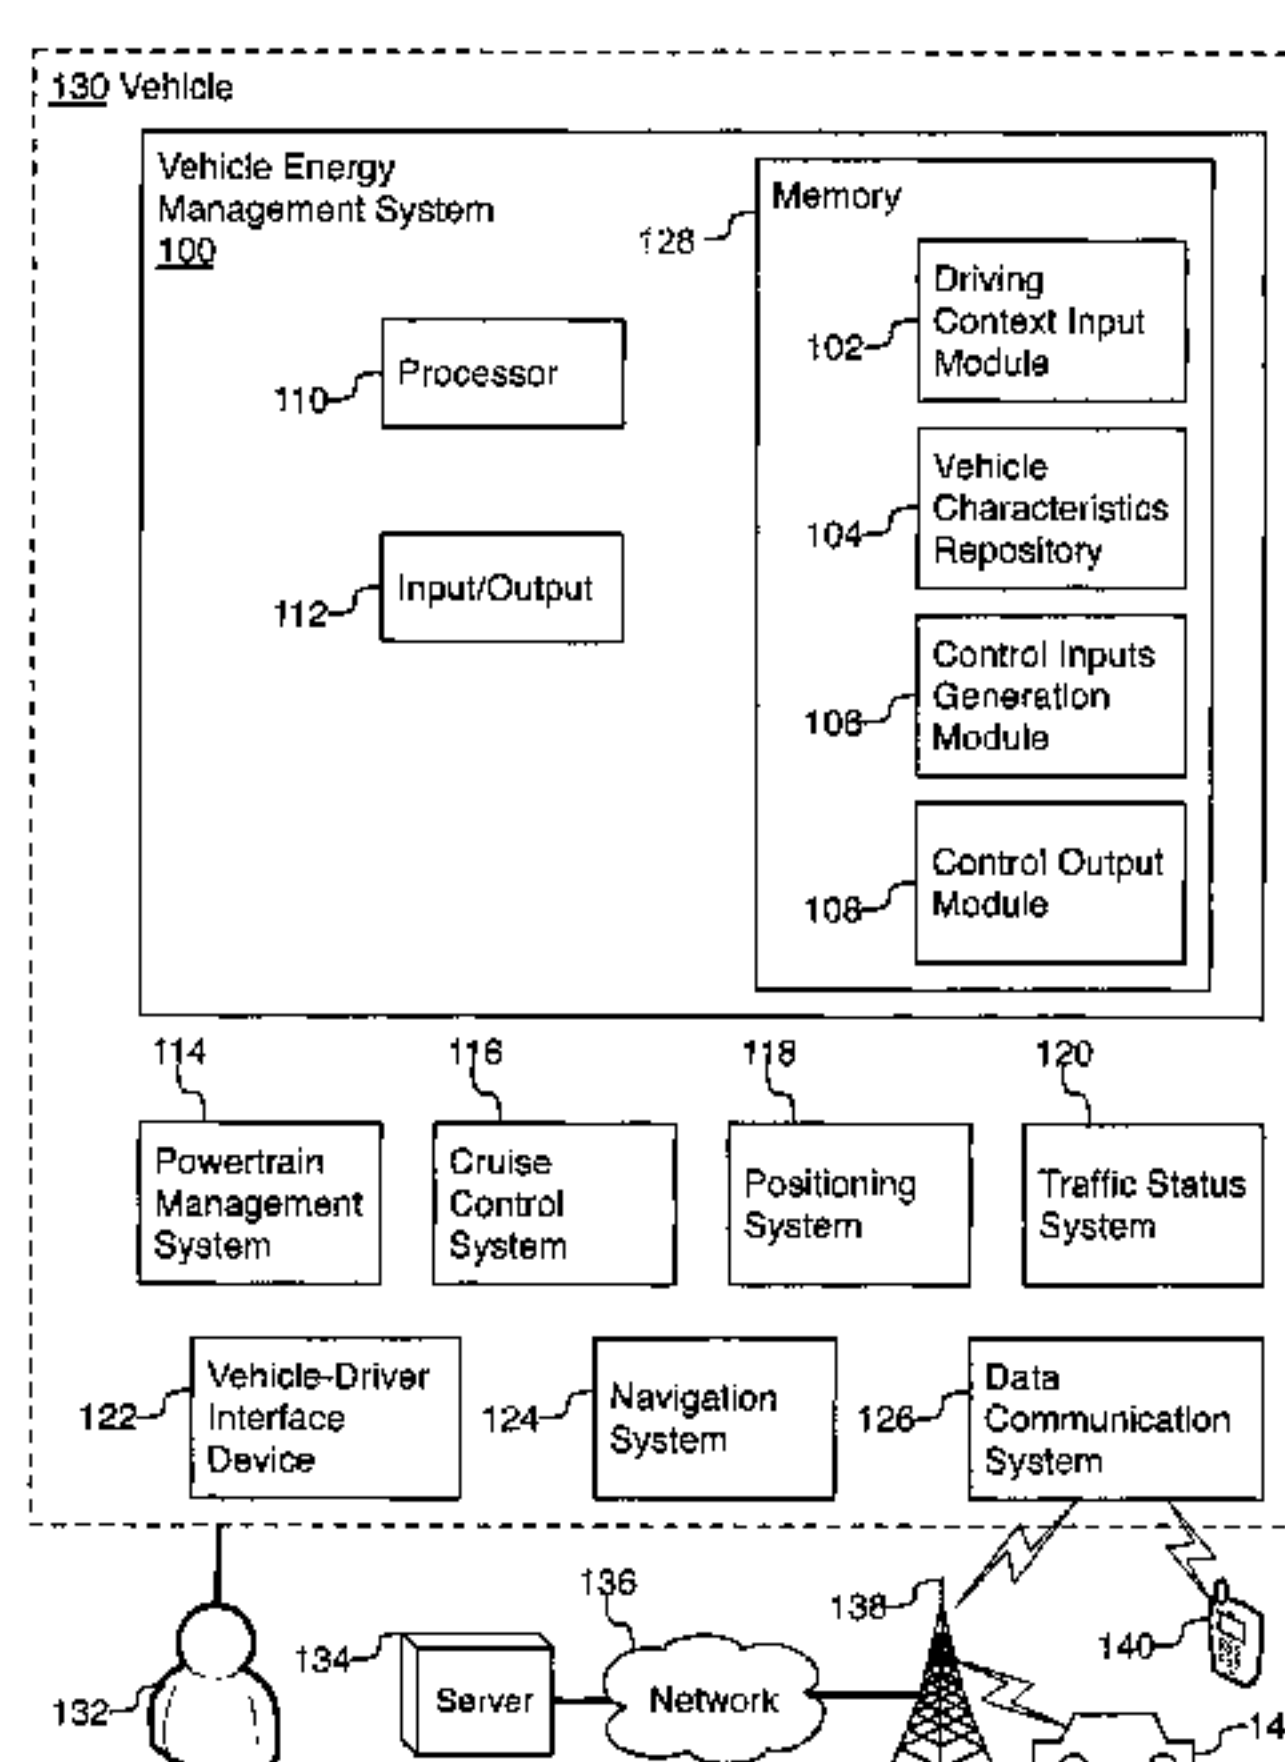 130 Vehicle
Vehicle Energy
Management System
100
Memory
128
Driving
Context Input
Module
102
Processor
110
Vehicle
Characteristics
Repository
104
Input/Output
112
Control Inputs
Generation
Module
106
Control Output
Module
108
114
116
118
120
Powertrain
Management
System
Cruise
Control
System
Positioning
System
Traffic Status
System
Vehicle-Driver
Interface
Device
122
Navigation
System
124
Data
Communication
System
126
136
138
140
134
Server
Network
132